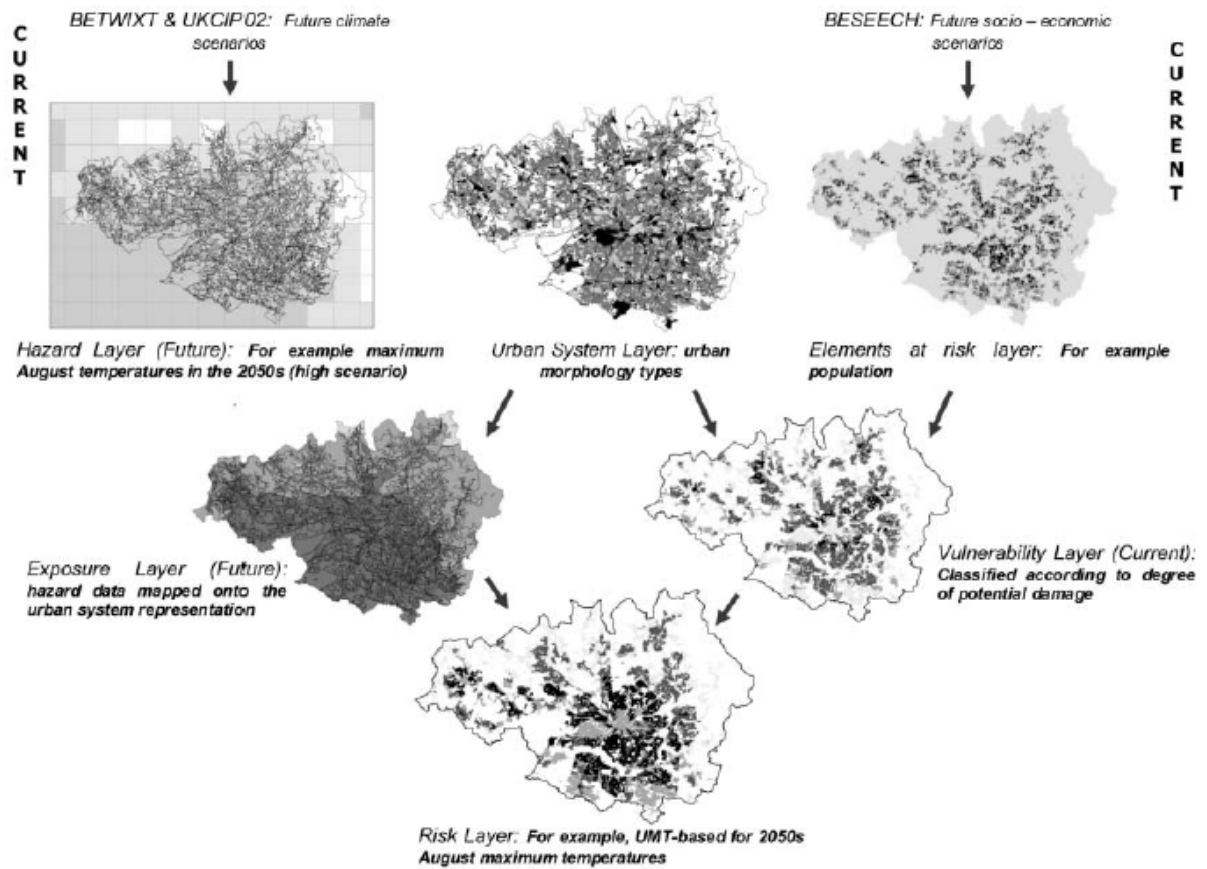 BETWIXT & UKCIP02: Future climate
scenarios
BESEECH: Future socio – economic
scenarios
C
U
R
R
E
N
T
C
U
R
R
E
N
T
Hazard Layer (Future): For example maximum
August temperatures in the 2050s (high scenario)
Urban System Layer: urban
morphology types
Elements at risk layer: For example
population
Exposure Layer (Future):
hazard data mapped onto the
urban system representation
Vulnerability Layer (Current):
Classified according to degree
of potential damage
Risk Layer: For example, UMT-based for 2050s
August maximum temperatures